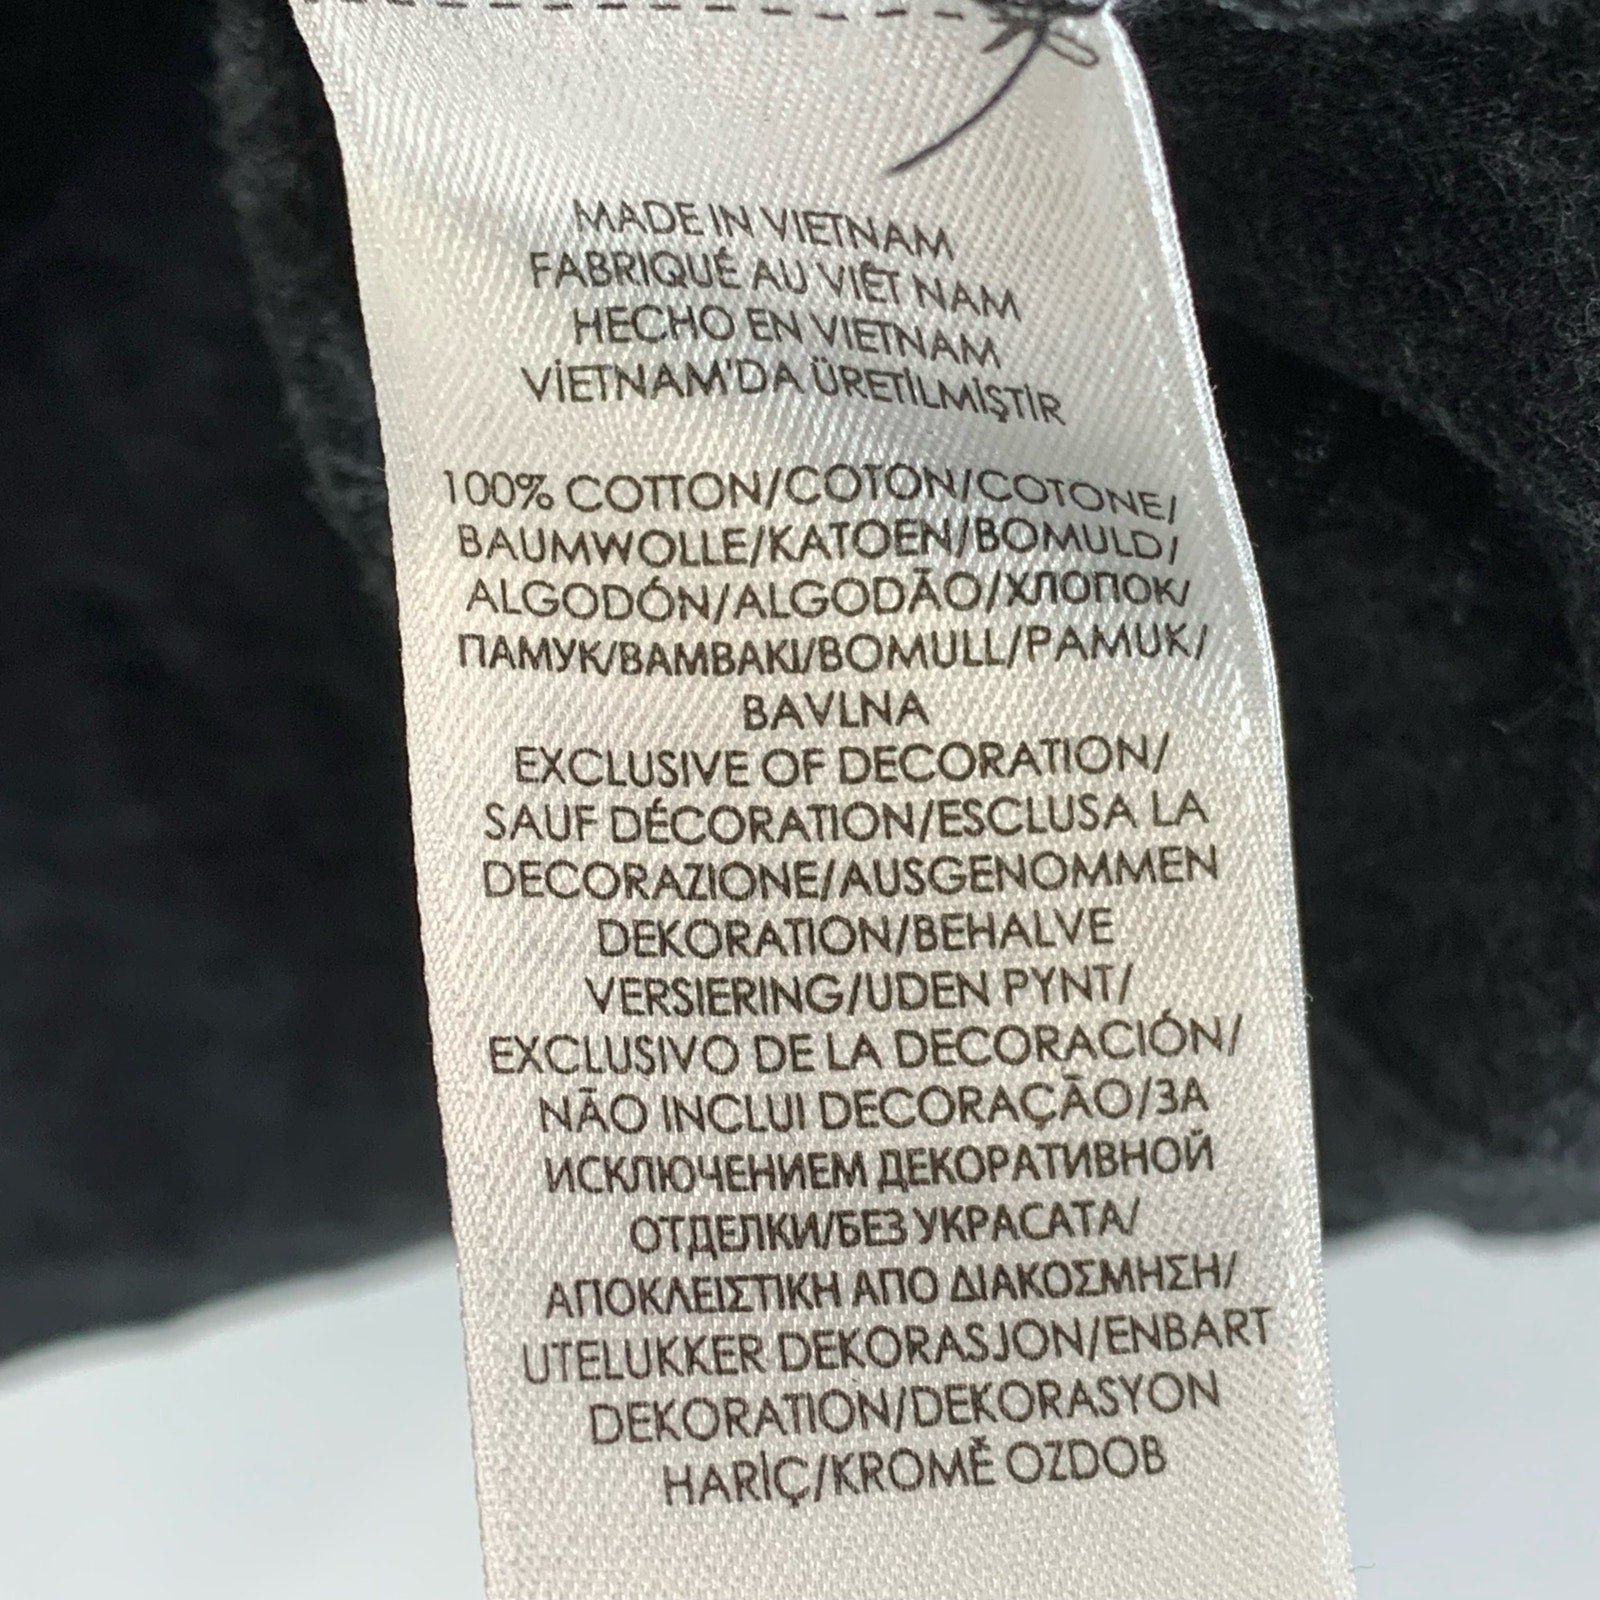 MADE IN VIETNAM
FABRIQUÉ AU VIÊT NAM
HECHO EN VIETNAM
VİETNAM'DA ÜRETİLMİŞTİR
100% COTTON/COTON/COTONE/
BAUMWOLLE/KATOEN/BOMULD/
ALGODÓN/ALGODÃO/ХЛОПОК/
ПАМУК/ΒΑΜΒΑΚΙ/BOMULL/PAMUK/
BAVLNA
EXCLUSIVE OF DECORATION/
SAUF DÉCORATION/ESCLUSA LA
DECORAZIONE/AUSGENOMMEN
DEKORATION/BEHALVE
VERSIERING/UDEN PYNT/
EXCLUSIVO DE LA DECORACIÓN/
NÃO INCLUI DECORAÇÃO/ЗА
ИСКЛЮЧЕНИЕМ ДЕКОРАТИВНОЙ
ОТДЕЛКИ/БЕЗ УКРАСАТА/
ΑΠΟΚΛΕΙΣΤΙΚΗ ΑΠΟ ΔΙΑΚΟΣΜΗΣΗ/
UTELUKKER DEKORASJON/ENBART
DEKORATION/DEKORASYON
HARİÇ/KROMĚ OZDOB